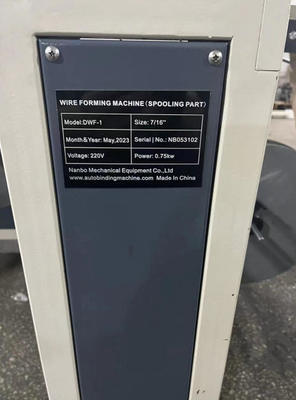 WIRE FORMING MACHINE(SPOOLING PART)
Model:DWF-1 Size: 7/16"
Month&Year: May,2023 Serial No.: NB053102
Voltage: 220V Power: 0.75kw
Nanbo Mechanical Equipment Co.,Ltd
www.autobindingmachine.com Made In China